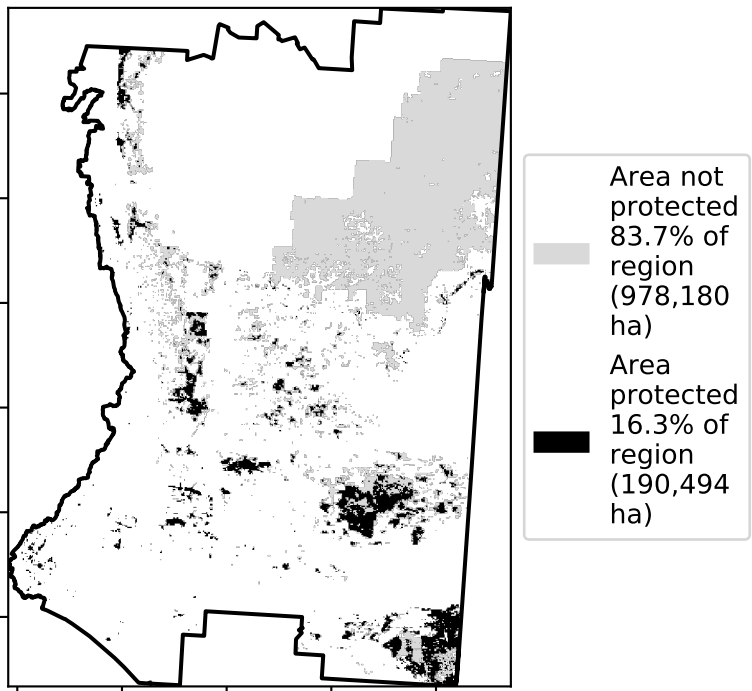 Area not
protected
83.7% of
region
(978,180
ha)
Area
protected
16.3% of
region
(190,494
ha)